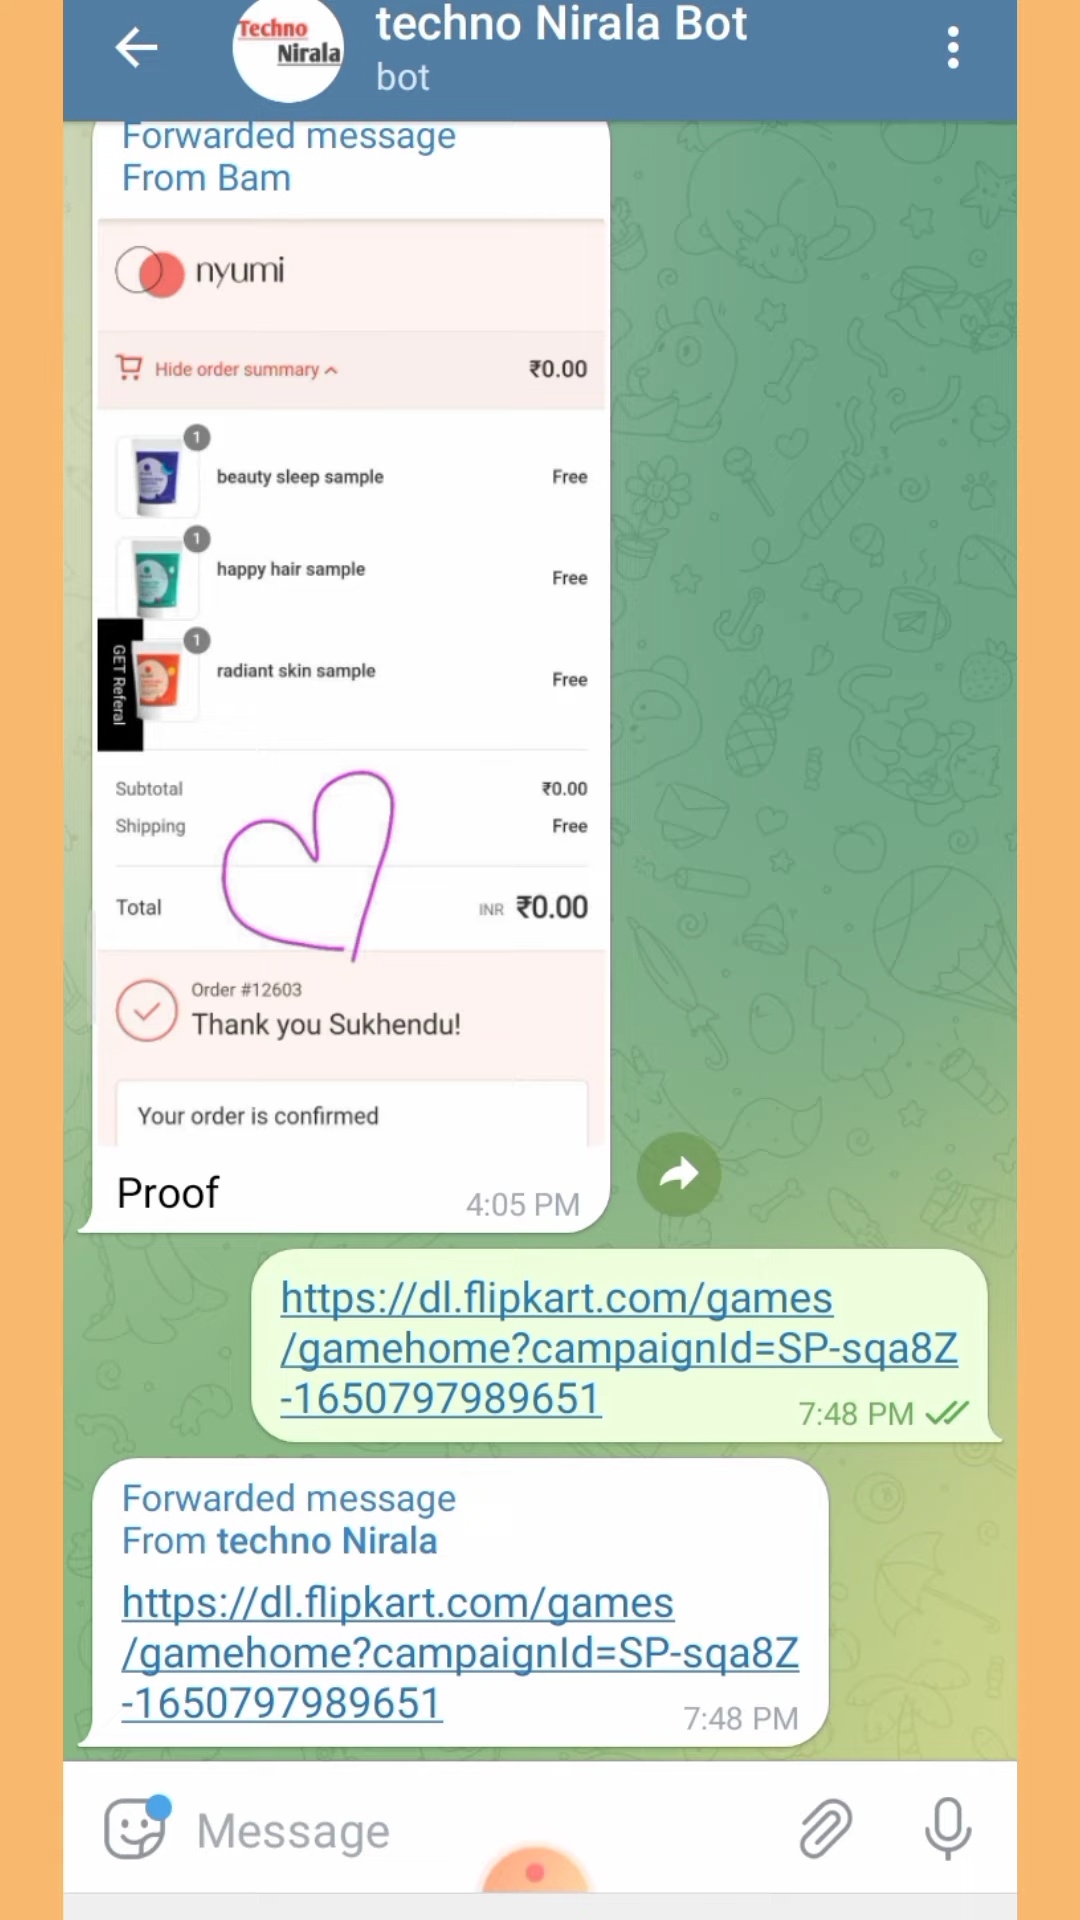 Techno
Nirala
techno Nirala Bot
bot
Forwarded message
From Bam
nyumi
Hide order summary ₹0.00
1
beauty sleep sample Free
1
happy hair sample Free
1
GET Referal
radiant skin sample Free
Subtotal ₹0.00
Shipping Free
Total INR ₹0.00
Order #12603
Thank you Sukhendu!
Your order is confirmed
Proof 4:05 PM
https://dl.flipkart.com/games
/gamehome?campaignId=SP-sqa8Z
-1650797989651 7:48 PM
Forwarded message
From techno Nirala
https://dl.flipkart.com/games
/gamehome?campaignId=SP-sqa8Z
-1650797989651 7:48 PM
Message